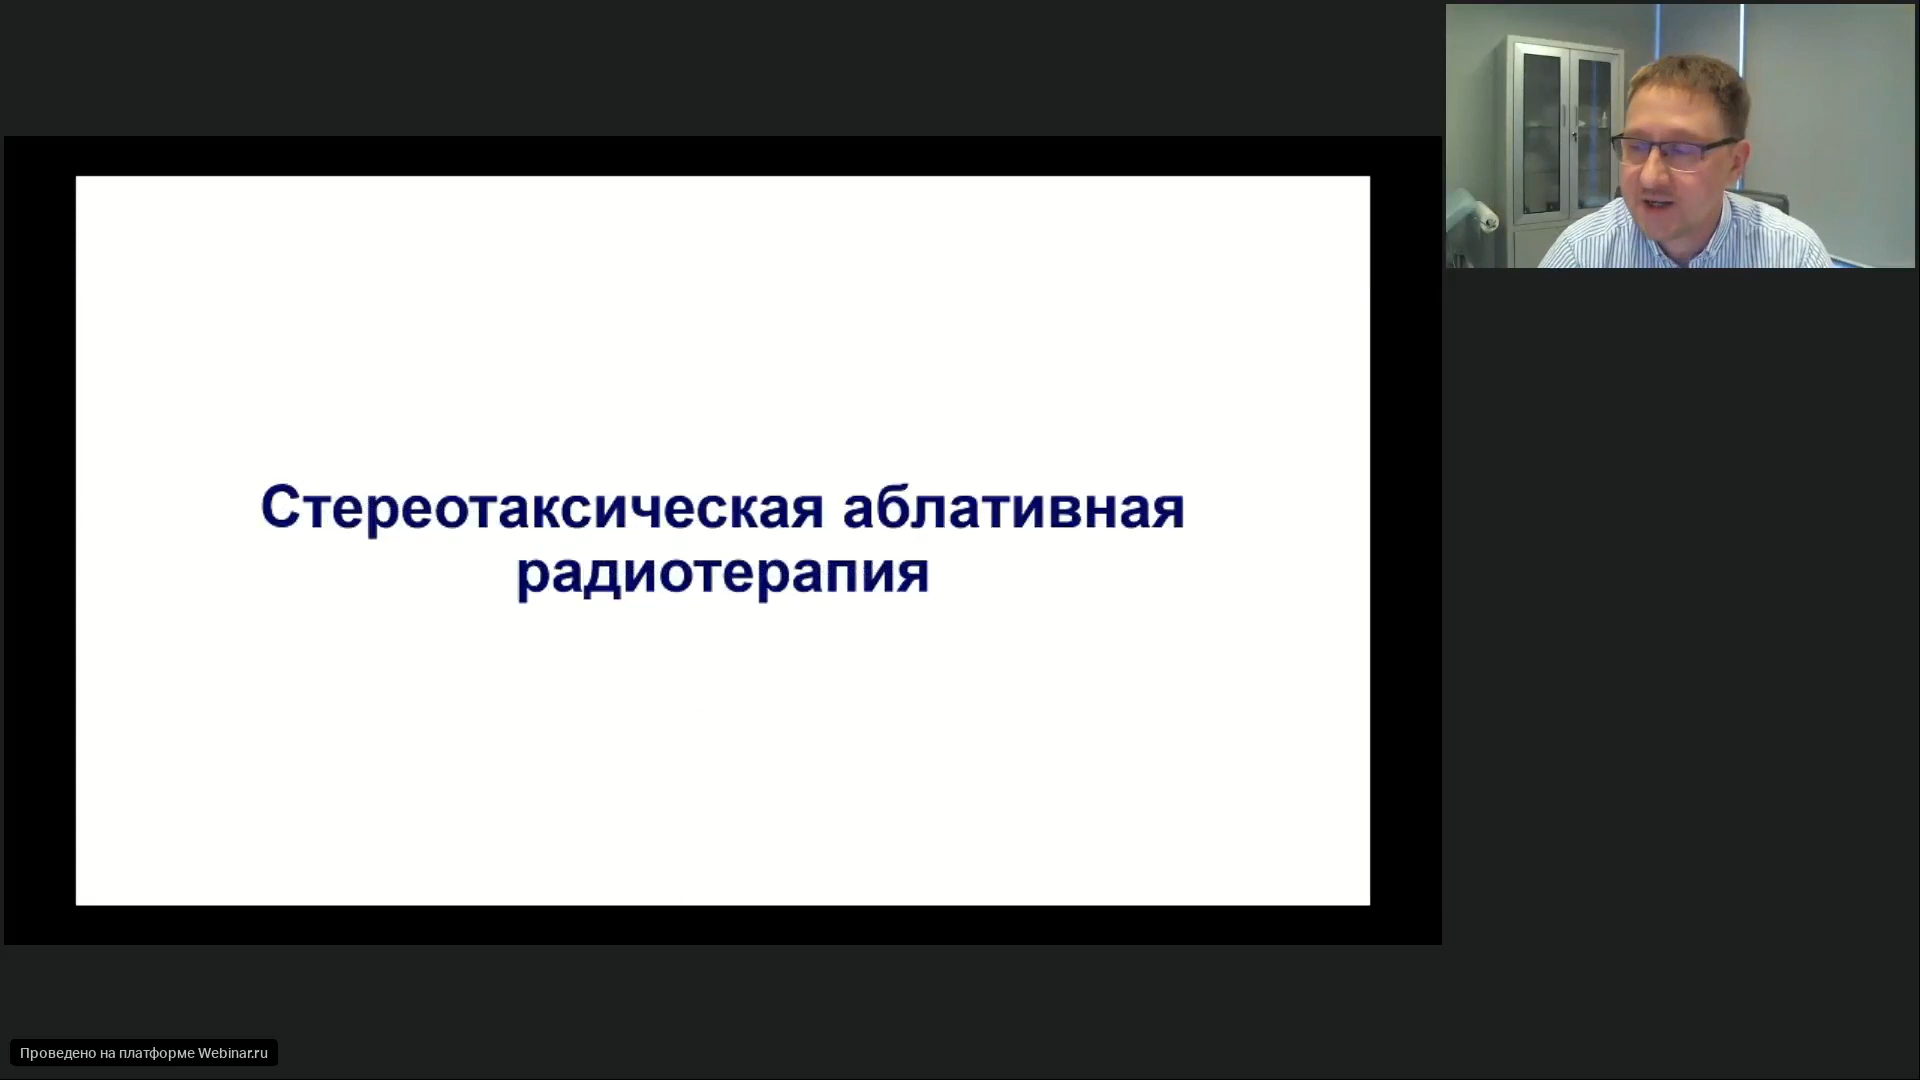 Стереотаксическая аблативная
радиотерапия
Проведено на платформе Webinar.ru